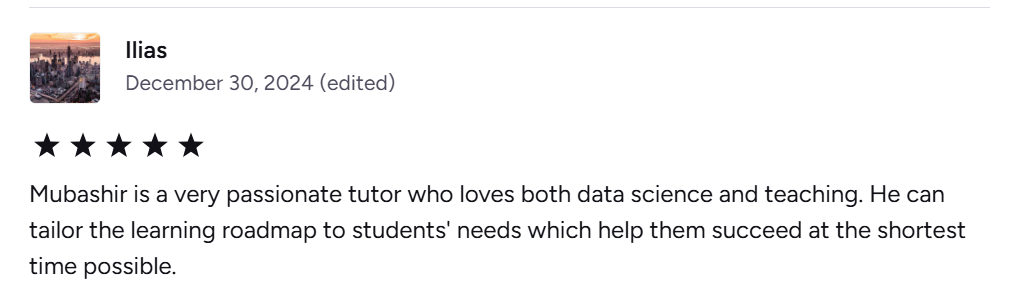 Ilias
December 30, 2024 (edited)
Mubashir is a very passionate tutor who loves both data science and teaching. He can
tailor the learning roadmap to students' needs which help them succeed at the shortest
time possible.